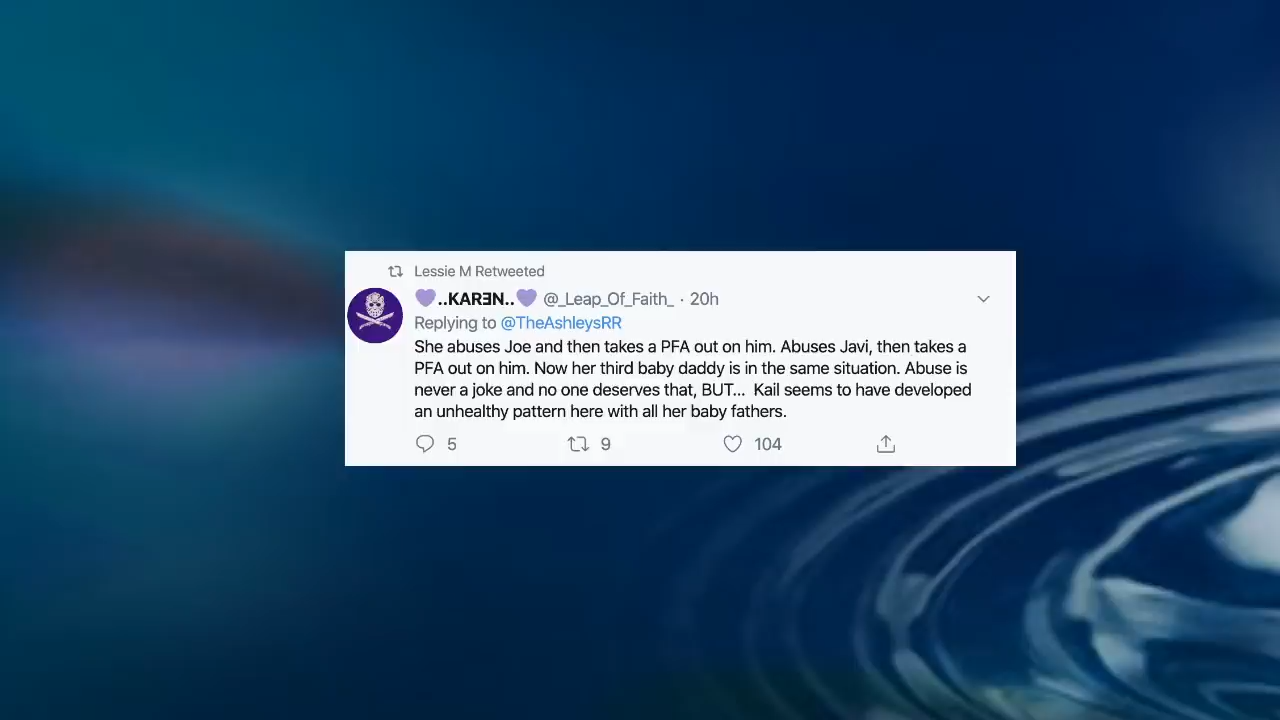 Lessie M Retweeted
💜..KARƎN..💜 @_Leap_Of_Faith_ · 20h
Replying to @TheAshleysRR
She abuses Joe and then takes a PFA out on him. Abuses Javi, then takes a
PFA out on him. Now her third baby daddy is in the same situation. Abuse is
never a joke and no one deserves that, BUT... Kail seems to have developed
an unhealthy pattern here with all her baby fathers.
5 9 104